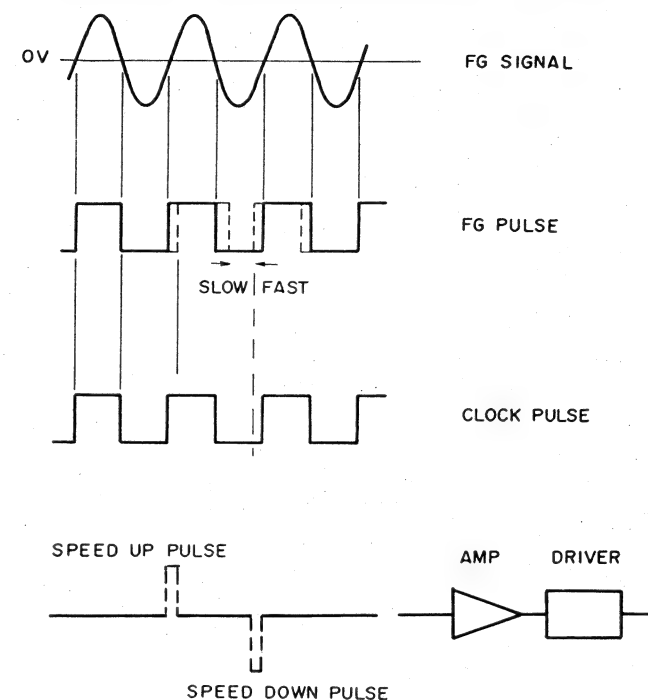 OV
FG SIGNAL
FG PULSE
SLOW FAST
CLOCK PULSE
SPEED UP PULSE
AMP
DRIVER
SPEED DOWN PULSE